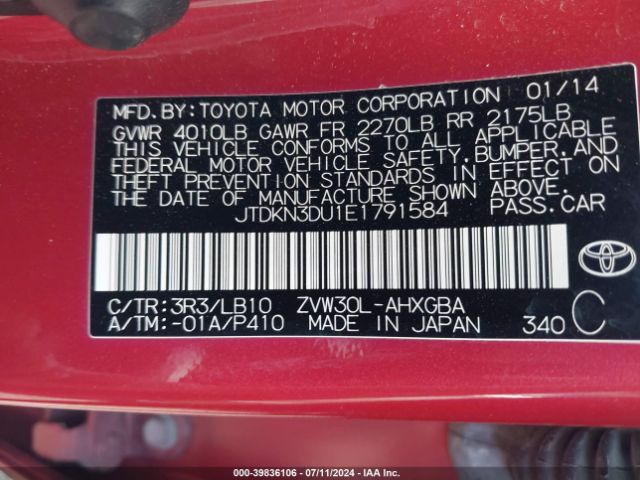 MFD.BY:TOYOTA MOTOR CORPORATION 01/14
GVWR 4010LB GAWR FR 2270LB RR 2175LB
THIS VEHICLE CONFORMS TO ALL APPLICABLE
FEDERAL MOTOR VEHICLE SAFETY,BUMPER,AND
THEFT PREVENTION STANDARDS IN EFFECT ON
THE DATE OF MANUFACTURE SHOWN ABOVE.
JTDKN3DU1E1791584 PASS.CAR
C/TR:3R3/LB10 ZVW30L-AHXGBA
A/TM:-01A/P410 MADE IN JAPAN 340 C
000-39836106 / 07/11/2024 / IAA Inc.